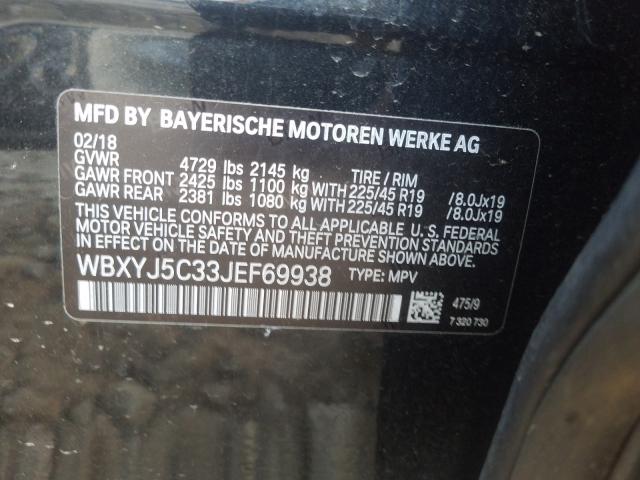 MFD BY BAYERISCHE MOTOREN WERKE AG
02/18
GVWR 4729 lbs 2145 kg TIRE / RIM
GAWR FRONT 2425 lbs 1100 kg WITH 225/45 R19 /8.0Jx19
GAWR REAR 2381 lbs 1080 kg WITH 225/45 R19 /8.0Jx19
THIS VEHICLE CONFORMS TO ALL APPLICABLE U. S. FEDERAL
MOTOR VEHICLE SAFETY AND THEFT PREVENTION STANDARDS
IN EFFECT ON THE DATE OF MANUFACTURE SHOWN ABOVE.
WBXYJ5C33JEF69938 TYPE: MPV
475/9
7 320 730